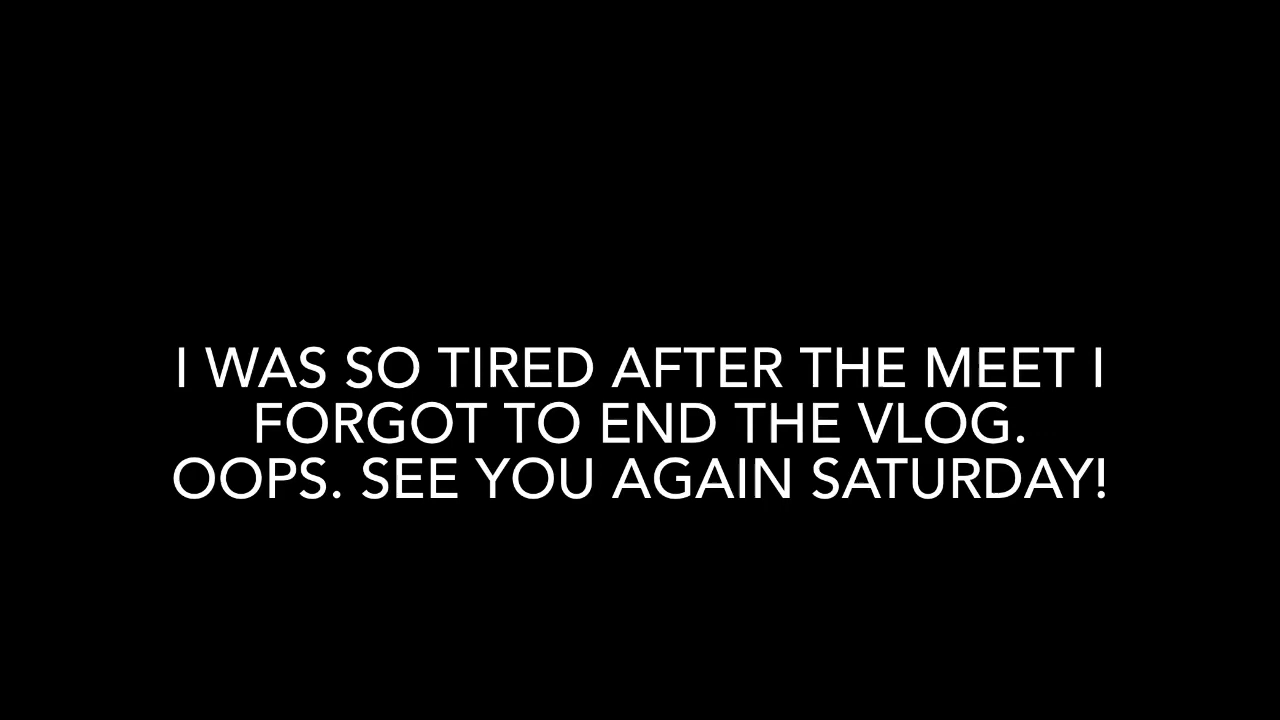 I WAS SO TIRED AFTER THE MEET I
FORGOT TO END THE VLOG.
OOPS. SEE YOU AGAIN SATURDAY!